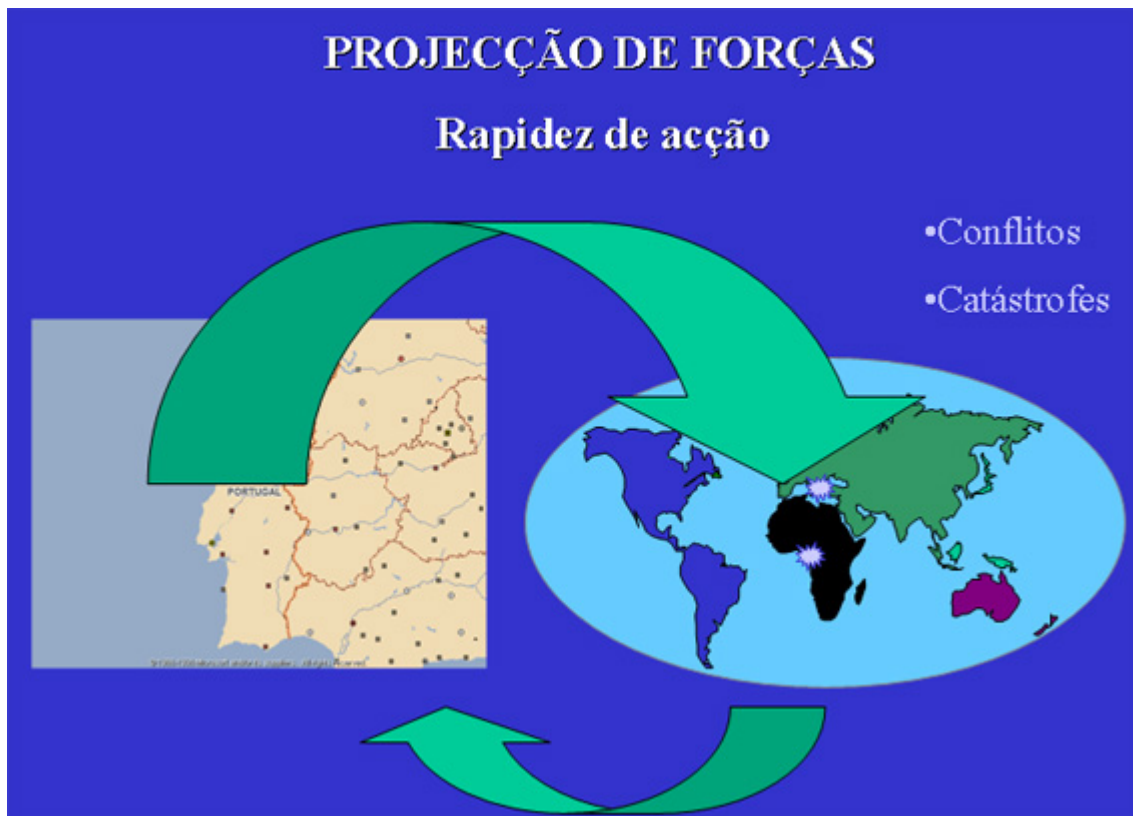 PROJECÇÃO DE FORÇAS
Rapidez de acção
•Conflitos
•Catástrofes
PORTUGAL